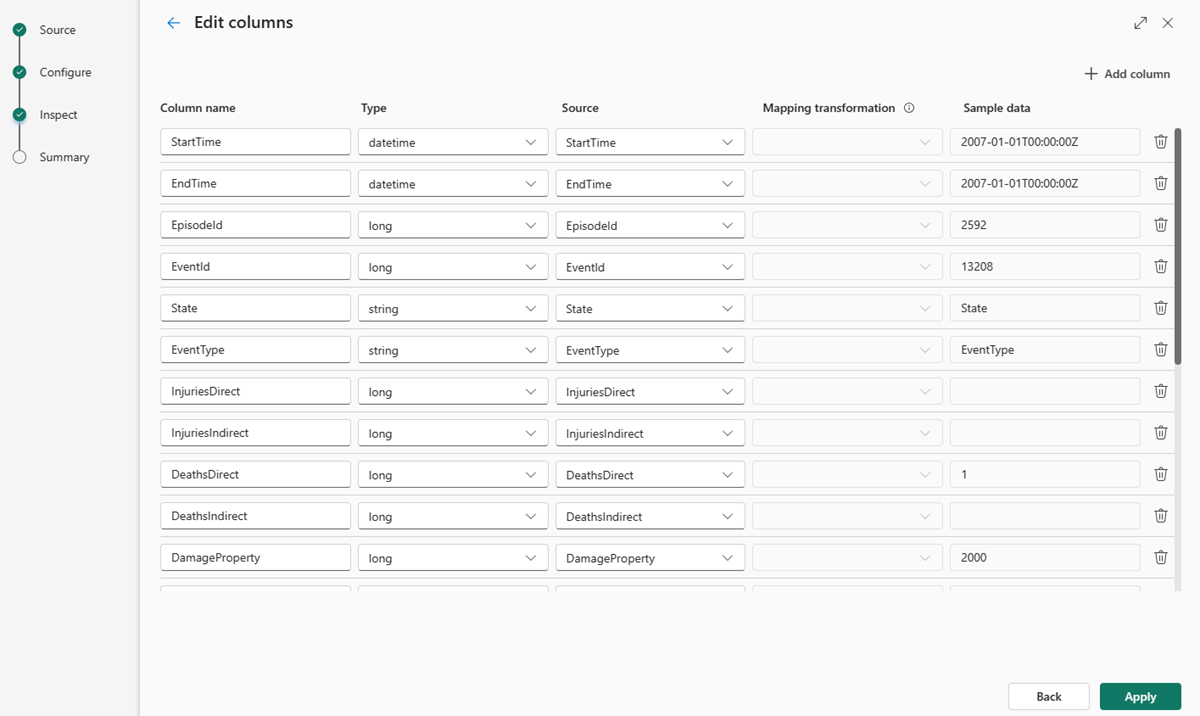 Source
Configure
Inspect
Summary
Edit columns
Add column
Column name Type Source Mapping transformation Sample data
StartTime datetime StartTime 2007-01-01T00:00:00Z
EndTime datetime EndTime 2007-01-01T00:00:00Z
EpisodeId long EpisodeId 2592
EventId long EventId 13208
State string State State
EventType string EventType EventType
InjuriesDirect long InjuriesDirect
InjuriesIndirect long InjuriesIndirect
DeathsDirect long DeathsDirect 1
DeathsIndirect long DeathsIndirect
DamageProperty long DamageProperty 2000
Back Apply